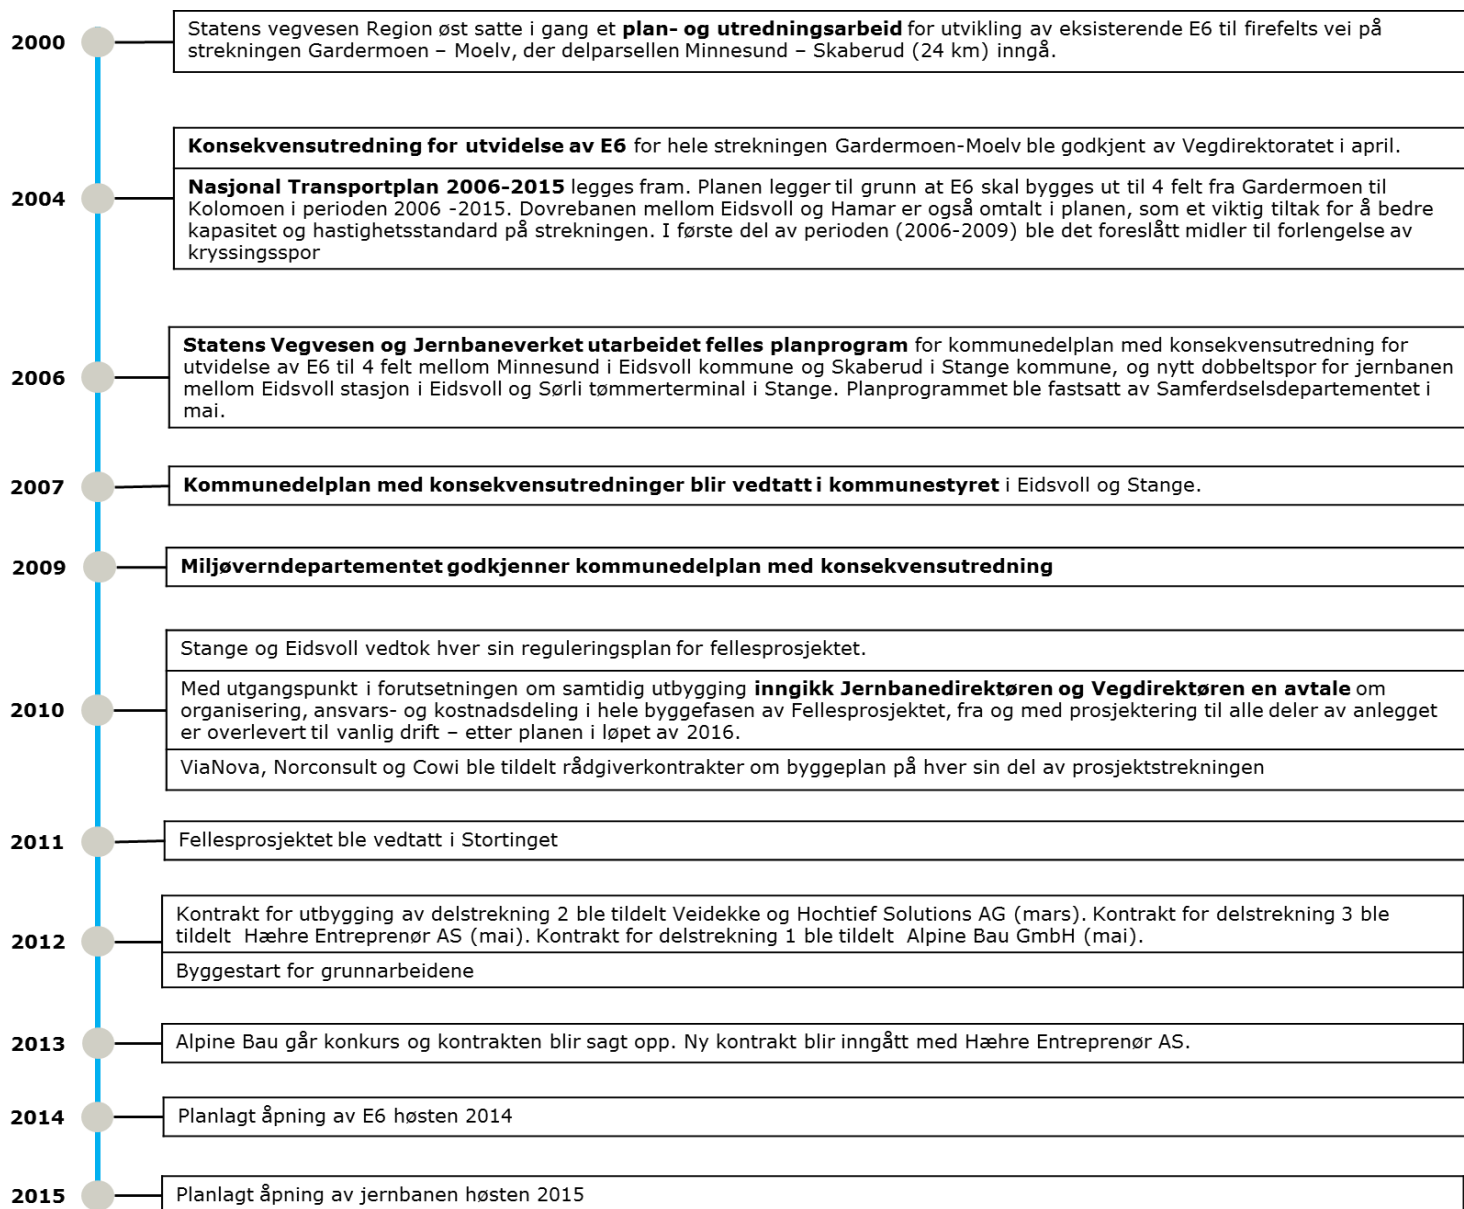 2000
Statens vegvesen Region øst satte i gang et plan- og utredningsarbeid for utvikling av eksisterende E6 til firefelts vei på
strekningen Gardermoen – Moelv, der delparsellen Minnesund – Skaberud (24 km) inngå.
2004
Konsekvensutredning for utvidelse av E6 for hele strekningen Gardermoen-Moelv ble godkjent av Vegdirektoratet i april.
Nasjonal Transportplan 2006-2015 legges fram. Planen legger til grunn at E6 skal bygges ut til 4 felt fra Gardermoen til
Kolomoen i perioden 2006 -2015. Dovrebanen mellom Eidsvoll og Hamar er også omtalt i planen, som et viktig tiltak for å bedre
kapasitet og hastighetsstandard på strekningen. I første del av perioden (2006-2009) ble det foreslått midler til forlengelse av
kryssingsspor
2006
Statens Vegvesen og Jernbaneverket utarbeidet felles planprogram for kommunedelplan med konsekvensutredning for
utvidelse av E6 til 4 felt mellom Minnesund i Eidsvoll kommune og Skaberud i Stange kommune, og nytt dobbeltspor for jernbanen
mellom Eidsvoll stasjon i Eidsvoll og Sørli tømmerterminal i Stange. Planprogrammet ble fastsatt av Samferdselsdepartementet i
mai.
2007
Kommunedelplan med konsekvensutredninger blir vedtatt i kommunestyret i Eidsvoll og Stange.
2009
Miljøverndepartementet godkjenner kommunedelplan med konsekvensutredning
2010
Stange og Eidsvoll vedtok hver sin reguleringsplan for fellesprosjektet.
Med utgangspunkt i forutsetningen om samtidig utbygging inngikk Jernbanedirektøren og Vegdirektøren en avtale om
organisering, ansvars- og kostnadsdeling i hele byggefasen av Fellesprosjektet, fra og med prosjektering til alle deler av anlegget
er overlevert til vanlig drift – etter planen i løpet av 2016.
ViaNova, Norconsult og Cowi ble tildelt rådgiverkontrakter om byggeplan på hver sin del av prosjektstrekningen
2011
Fellesprosjektet ble vedtatt i Stortinget
2012
Kontrakt for utbygging av delstrekning 2 ble tildelt Veidekke og Hochtief Solutions AG (mars). Kontrakt for delstrekning 3 ble
tildelt Hæhre Entreprenør AS (mai). Kontrakt for delstrekning 1 ble tildelt Alpine Bau GmbH (mai).
Byggestart for grunnarbeidene
2013
Alpine Bau går konkurs og kontrakten blir sagt opp. Ny kontrakt blir inngått med Hæhre Entreprenør AS.
2014
Planlagt åpning av E6 høsten 2014
2015
Planlagt åpning av jernbanen høsten 2015